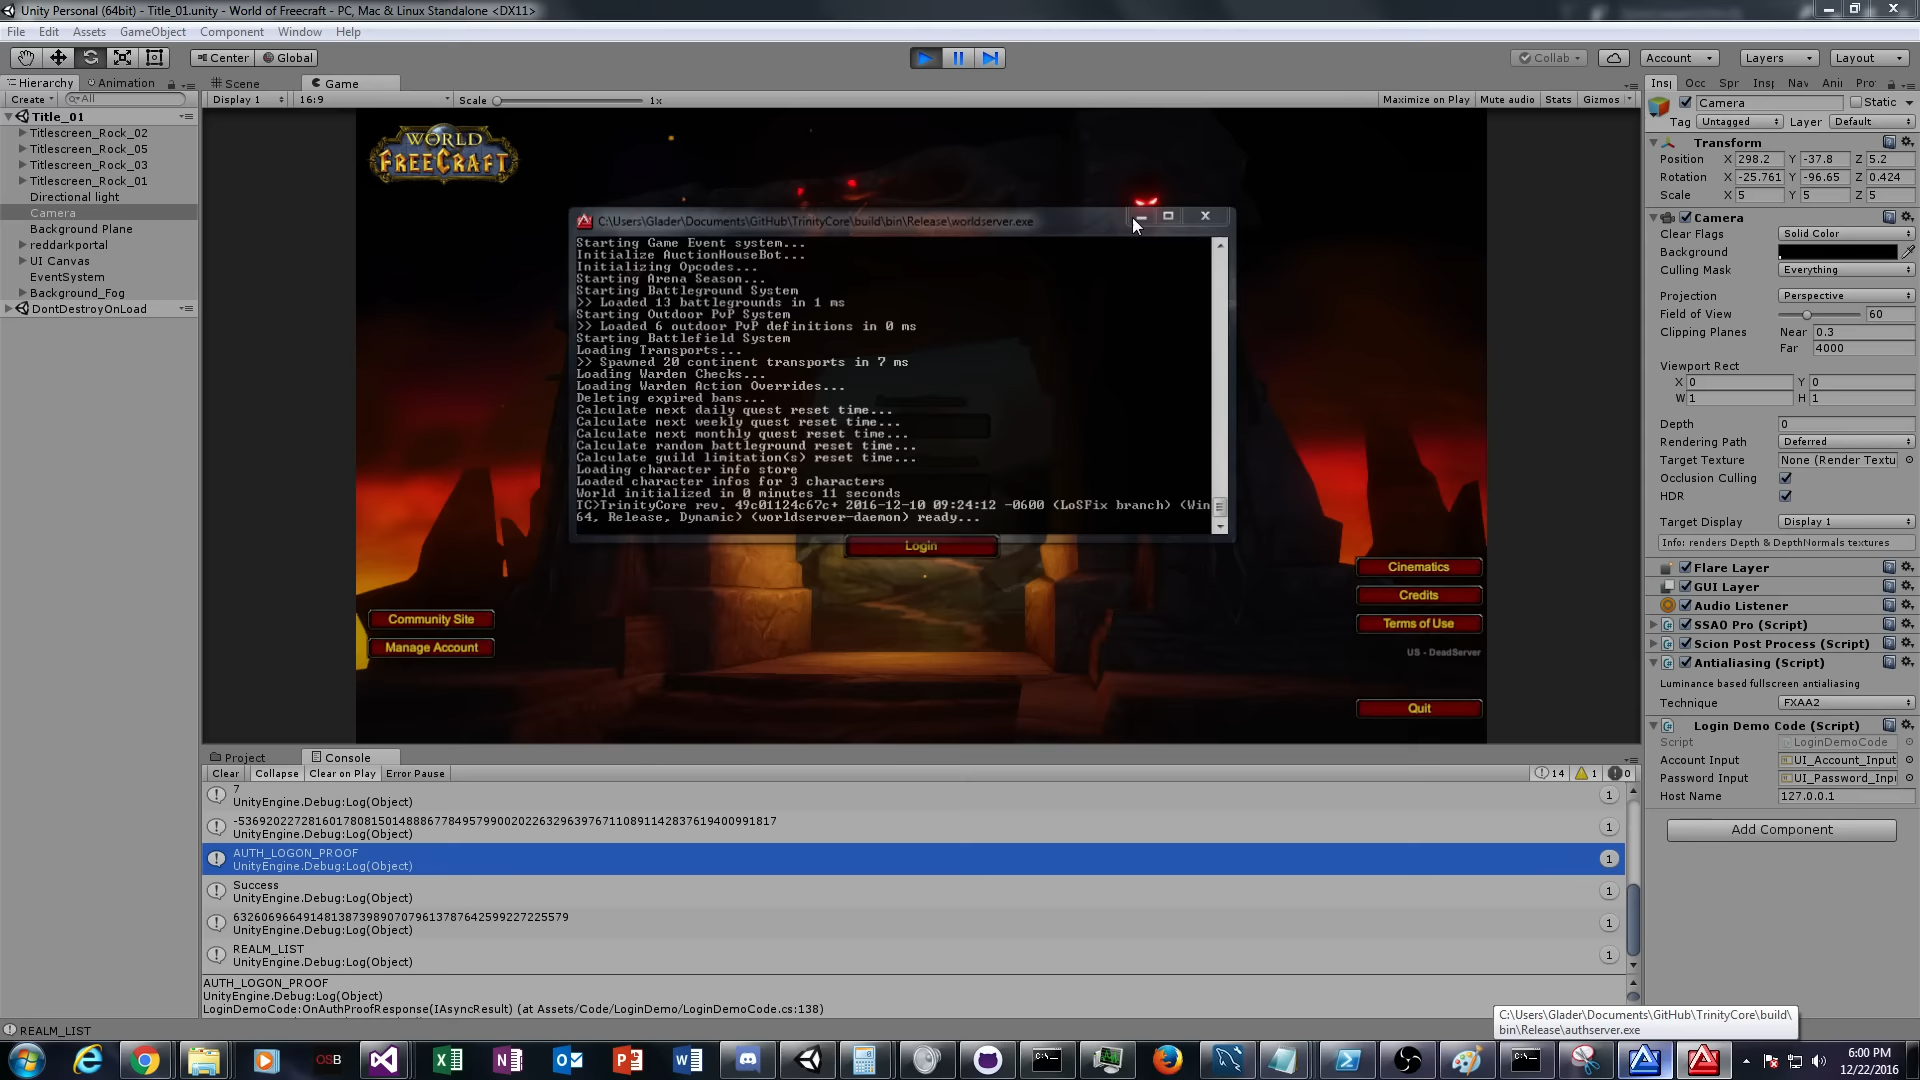 Unity Personal (64bit) - Title_01.unity - World of Freecraft - PC, Mac & Linux Standalone <DX11>
File Edit Assets GameObject Component Window Help
Center Global Collab Account Layers Layout
Hierarchy Animation Scene Game Insp Occ Spr Insp Nav Ani Pro
Create All Display 1 16:9 Scale 1x Maximize on Play Mute audio Stats Gizmos
Title_01
Titlescreen_Rock_02
Titlescreen_Rock_05
Titlescreen_Rock_03
Titlescreen_Rock_01
Directional light
Camera
Background Plane
reddarkportal
UI Canvas
EventSystem
Background_Fog
DontDestroyOnLoad
WORLD
FREECRAFT
C:\Users\Glader\Documents\GitHub\TrinityCore\build\bin\Release\worldserver.exe
Starting Game Event system...
Initialize AuctionHouseBot...
Initializing Opcodes...
Starting Arena Season...
Starting Battleground System
>> Loaded 13 battlegrounds in 1 ms
Starting Outdoor PvP System
>> Loaded 6 outdoor PvP definitions in 0 ms
Starting Battlefield System
Loading Transports...
>> Spawned 20 continent transports in 7 ms
Loading Warden Checks...
Loading Warden Action Overrides...
Deleting expired bans...
Calculate next daily quest reset time...
Calculate next weekly quest reset time...
Calculate next monthly quest reset time...
Calculate random battleground reset time...
Calculate guild limitation(s) reset time...
Loading character info store
Loaded character infos for 3 characters
World initialized in 0 minutes 11 seconds
TC>TrinityCore rev. 49c01124c67c+ 2016-12-10 09:24:12 -0600 (LoSFix branch) (Win
64, Release, Dynamic) (worldserver-daemon) ready...
Login
Community Site
Manage Account
Cinematics
Credits
Terms of Use
US - DeadServer
Quit
Camera Static
Tag Untagged Layer Default
Transform
Position X 298.2 Y -37.8 Z 5.2
Rotation X -25.761 Y -96.65 Z 0.424
Scale X 5 Y 5 Z 5
Camera
Clear Flags Solid Color
Background
Culling Mask Everything
Projection Perspective
Field of View 60
Clipping Planes Near 0.3
Far 4000
Viewport Rect
X 0 Y 0
W 1 H 1
Depth 0
Rendering Path Deferred
Target Texture None (Render Textu
Occlusion Culling
HDR
Target Display Display 1
Info: renders Depth & DepthNormals textures
Flare Layer
GUI Layer
Audio Listener
SSAO Pro (Script)
Scion Post Process (Script)
Antialiasing (Script)
Luminance based fullscreen antialiasing
Technique FXAA2
Login Demo Code (Script)
Script LoginDemoCode
Account Input UI_Account_Input
Password Input UI_Password_Inpu
Host Name 127.0.0.1
Add Component
Project Console
Clear Collapse Clear on Play Error Pause 14 1 0
7 1
UnityEngine.Debug:Log(Object)
-53692022728160178081501488867784957990020226329639767110891142837619400991817 1
UnityEngine.Debug:Log(Object)
AUTH_LOGON_PROOF 1
UnityEngine.Debug:Log(Object)
Success 1
UnityEngine.Debug:Log(Object)
632606966491481387398907079613787642599227225579 1
UnityEngine.Debug:Log(Object)
REALM_LIST 1
UnityEngine.Debug:Log(Object)
AUTH_LOGON_PROOF
UnityEngine.Debug:Log(Object)
LoginDemoCode:OnAuthProofResponse(IAsyncResult) (at Assets/Code/LoginDemo/LoginDemoCode.cs:138)
REALM_LIST
C:\Users\Glader\Documents\GitHub\TrinityCore\build\
bin\Release\authserver.exe
OSB
6:00 PM
12/22/2016